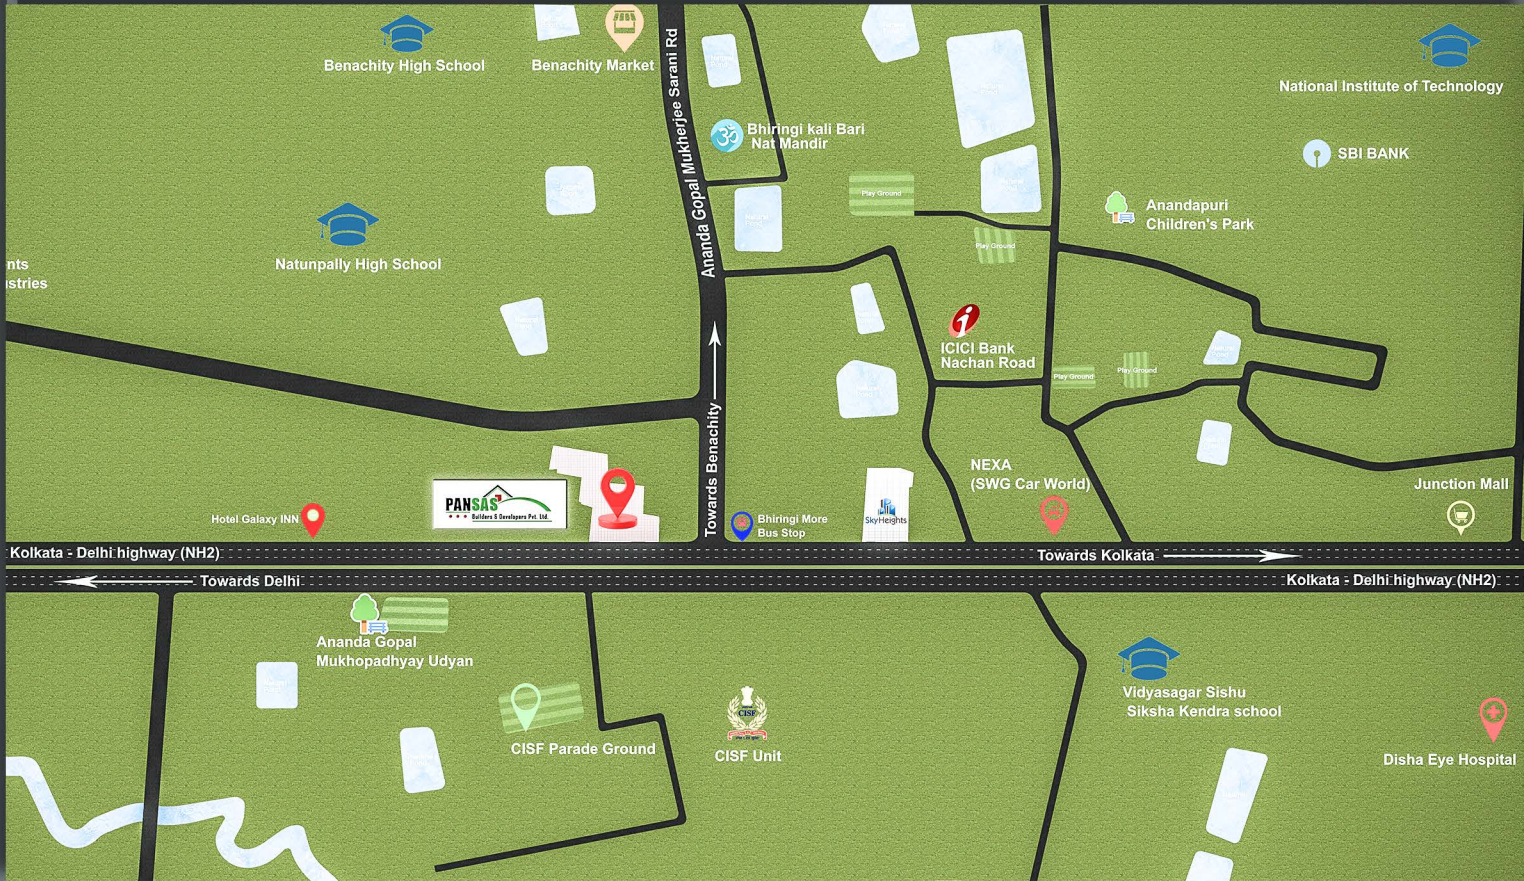 Benachity High School
Benachity Market
Ananda Gopal Mukherjee Sarani Rd
National Institute of Technology
Bhiringi kali Bari
Nat Mandir
SBI BANK
Play Ground
Anandapuri
Children's Park
Play Ground
Natunpally High School
nts
stries
ICICI Bank
Nachan Road
Play Ground
Play Ground
Towards Benachity
NEXA
(SWG Car World)
Junction Mall
PANSAS
Builders & Developers Pvt. Ltd.
Hotel Galaxy INN
Bhiringi More
Bus Stop
SkyHeights
Kolkata - Delhi highway (NH2)
Towards Kolkata
Towards Delhi
Kolkata - Delhi highway (NH2)
Ananda Gopal
Mukhopadhyay Udyan
CISF Parade Ground
CISF
CISF Unit
Vidyasagar Sishu
Siksha Kendra school
Disha Eye Hospital